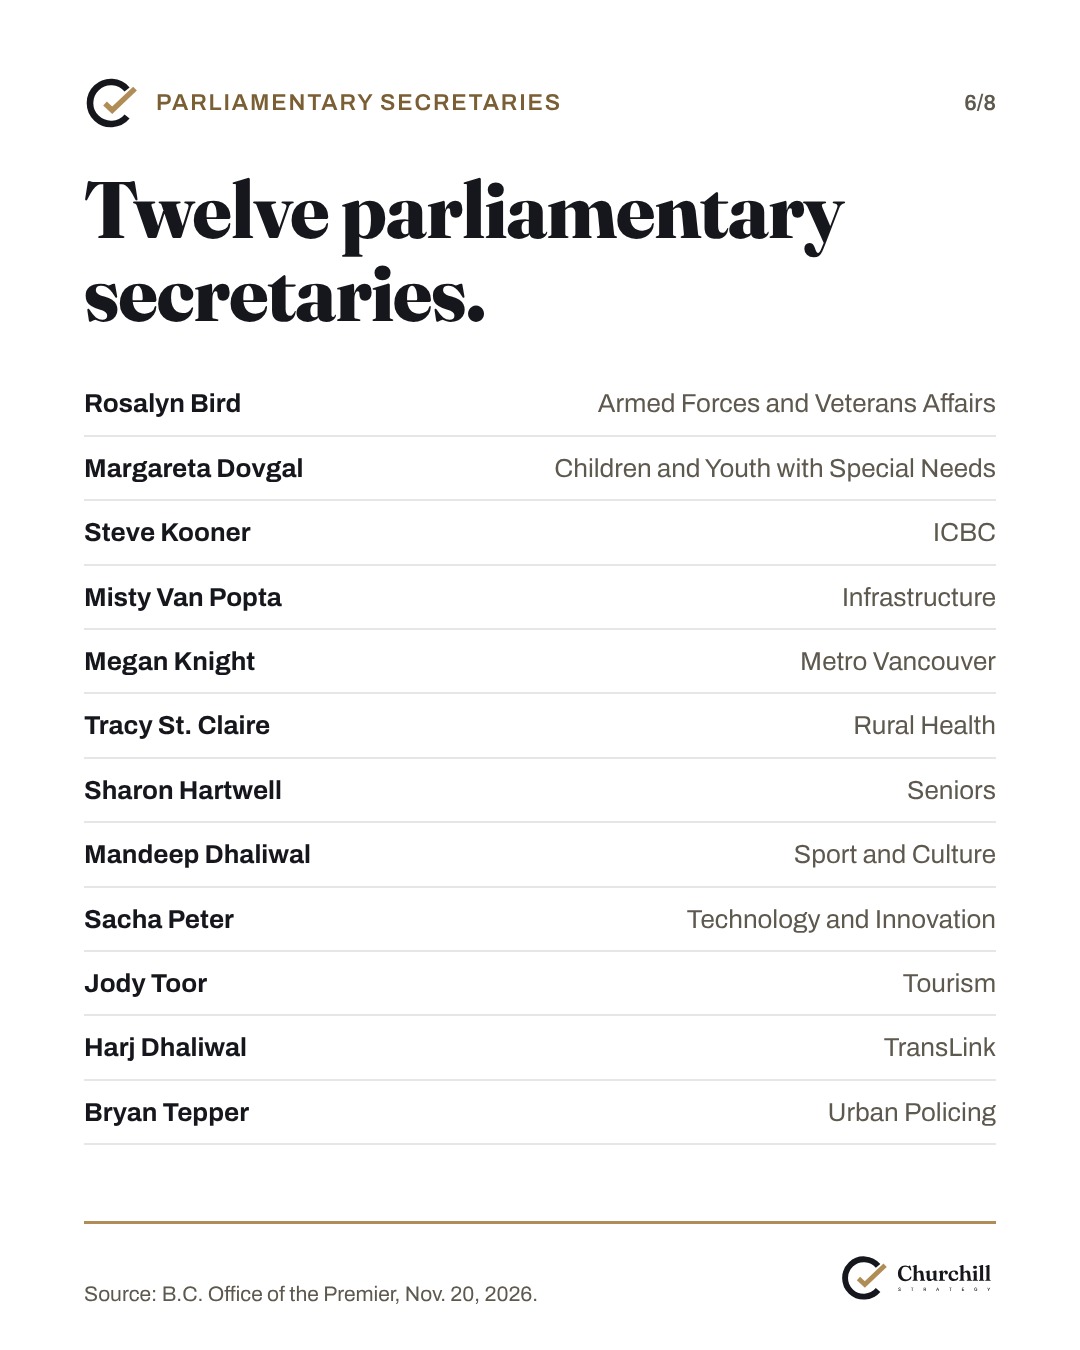 PARLIAMENTARY SECRETARIES 6/8
Twelve parliamentary
secretaries.
Rosalyn Bird Armed Forces and Veterans Affairs
Margareta Dovgal Children and Youth with Special Needs
Steve Kooner ICBC
Misty Van Popta Infrastructure
Megan Knight Metro Vancouver
Tracy St. Claire Rural Health
Sharon Hartwell Seniors
Mandeep Dhaliwal Sport and Culture
Sacha Peter Technology and Innovation
Jody Toor Tourism
Harj Dhaliwal TransLink
Bryan Tepper Urban Policing
Source: B.C. Office of the Premier, Nov. 20, 2026.
Churchill
STRATEGY